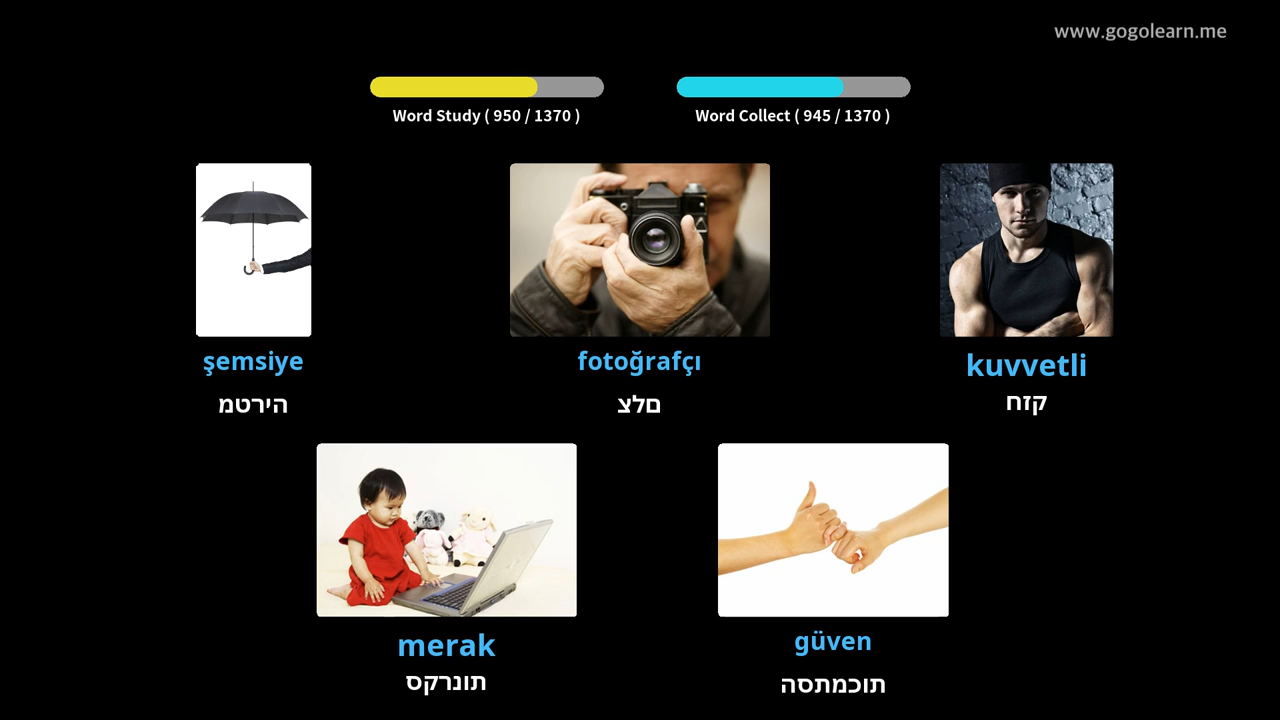 www.gogolearn.me
Word Study ( 950 / 1370 )
Word Collect ( 945 / 1370 )
şemsiye
הירטמ
fotoğrafçı
םלצ
kuvvetli
קזח
merak
תונרקס
güven
תוכמתסה